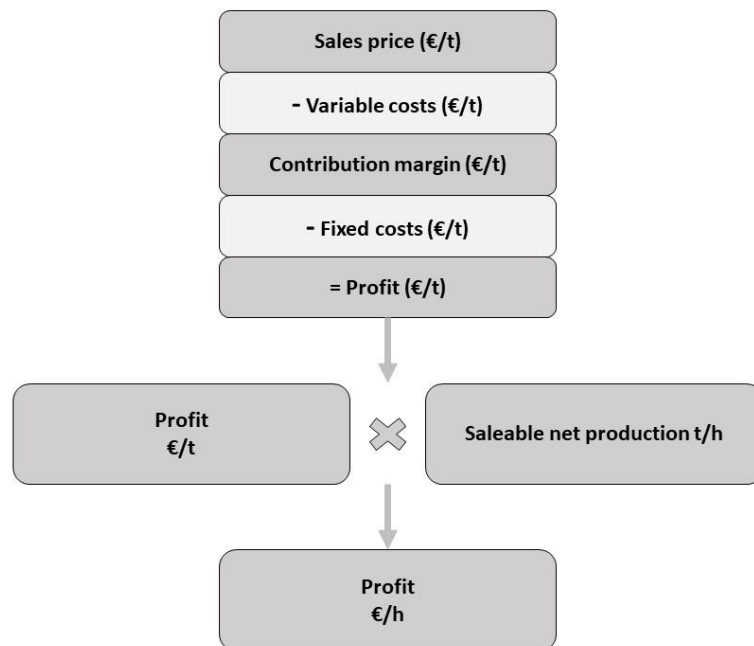 Sales price (€/t)
- Variable costs (€/t)
Contribution margin (€/t)
- Fixed costs (€/t)
= Profit (€/t)
Profit
€/t
Saleable net production t/h
Profit
€/h